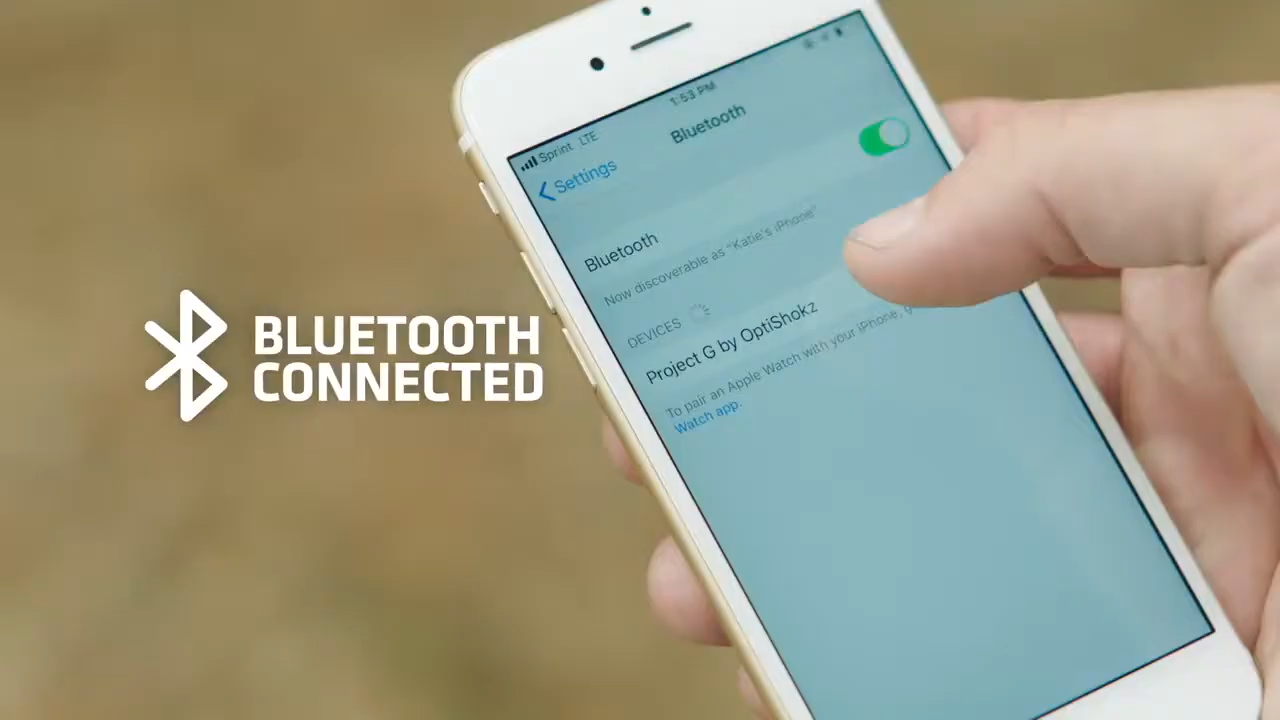 1:53 PM
Sprint LTE
Settings
Bluetooth
Bluetooth
Now discoverable as "Katie's iPhone"
DEVICES
Project G by OptiShokz
To pair an Apple Watch with your iPhone,
Watch app.
BLUETOOTH
CONNECTED